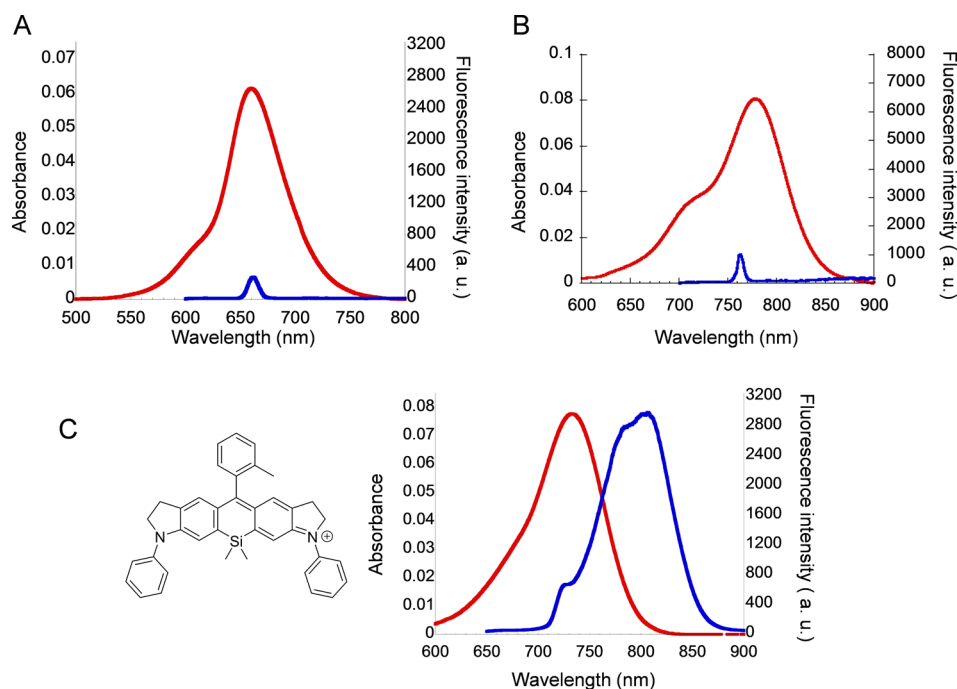 A
Absorbance
0.07
0.06
0.05
0.04
0.03
0.02
0.01
0
3200
2800
2400
2000
1600
1200
800
400
0
Fluorescence intensity (a. u.)
500 550 600 650 700 750 800
Wavelength (nm)
B
Absorbance
0.1
0.08
0.06
0.04
0.02
0
8000
7000
6000
5000
4000
3000
2000
1000
0
Fluorescence intensity ( a. u.)
600 650 700 750 800 850 900
Wavelength (nm)
C
N
Si
N
+
Absorbance
0.08
0.07
0.06
0.05
0.04
0.03
0.02
0.01
0
3200
2800
2400
2000
1600
1200
800
400
0
Fluorescence intensity ( a. u.)
600 650 700 750 800 850 900
Wavelength (nm)